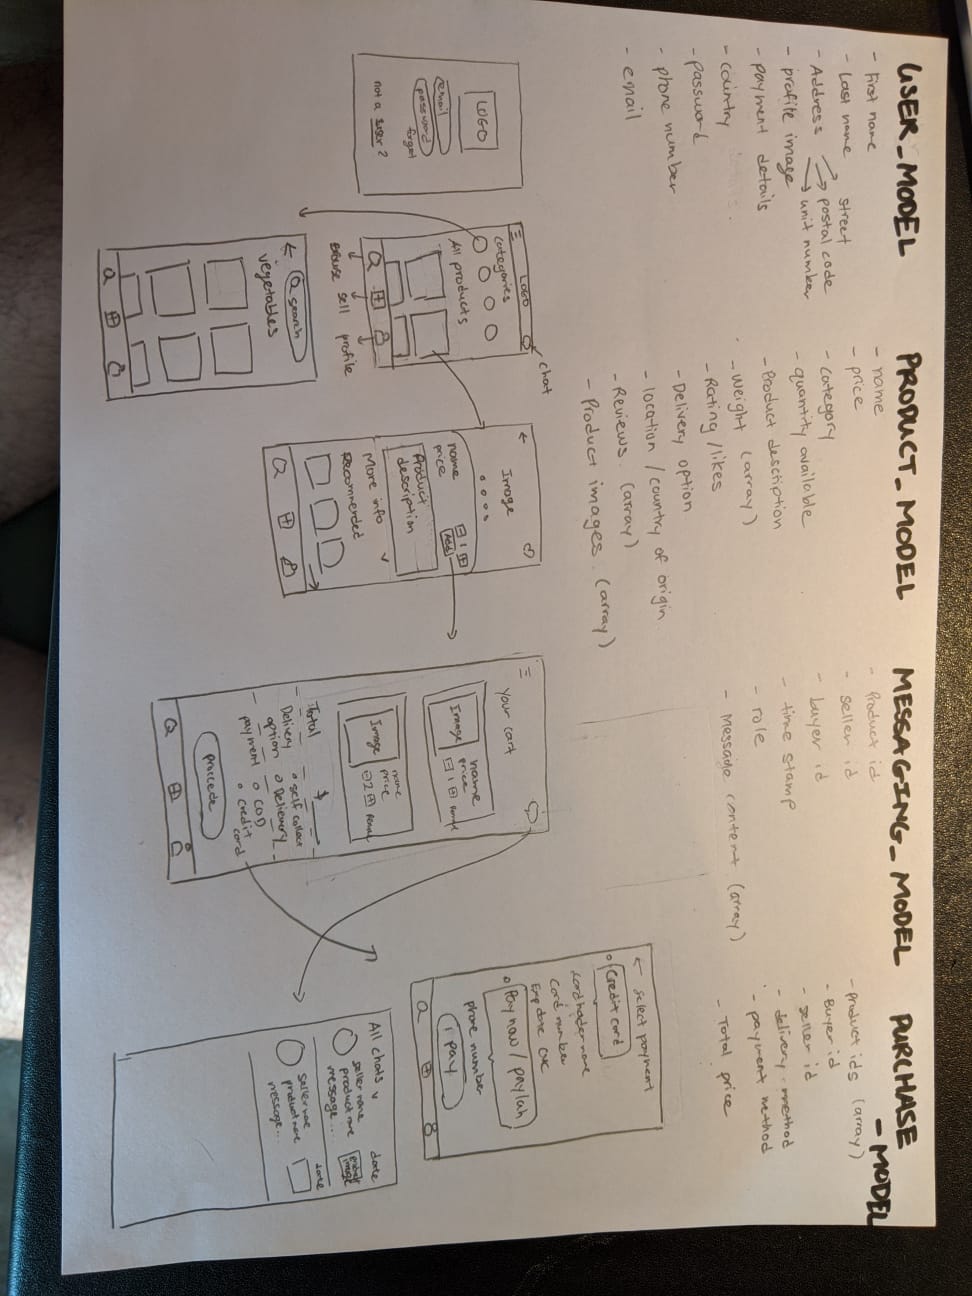 USER_MODEL
- First name
- Last name
- Address
street
postal code
unit number
- profile image
- payment details
- country
- password
- phone number
- email
PRODUCT_MODEL
- name
- price
- category
- quantity available
- Product description
- weight (array)
- Rating/likes
- Delivery option
- location / country of origin
- Reviews. (array)
- Product images (array)
MESSAGING_MODEL
- Product id
- seller id
- buyer id
- time stamp
- role
- Message content (array)
PURCHASE
- MODEL
- Product ids (array)
- Buyer id
- seller id
- delivery method
- payment method
- Total price
LOGO
email
password
forgot
not a user?
chat
LOGO
categories
All products
Browse
sell
profile
search
vegetables
Image
name
1
price
Add
Product
description
More info
Recommended
Your cart
Image
name
price
1
Image
name
price
2
Total
$
Delivery
option
self collect
Delievery
payment
COD
credit
card
proccede
select payment
Credit card
Card number
Exp date CVC
Pay now / paylah
phone number
pay
All chats
date
seller name
product name
message...
product
image
date
seller name
product name
message...